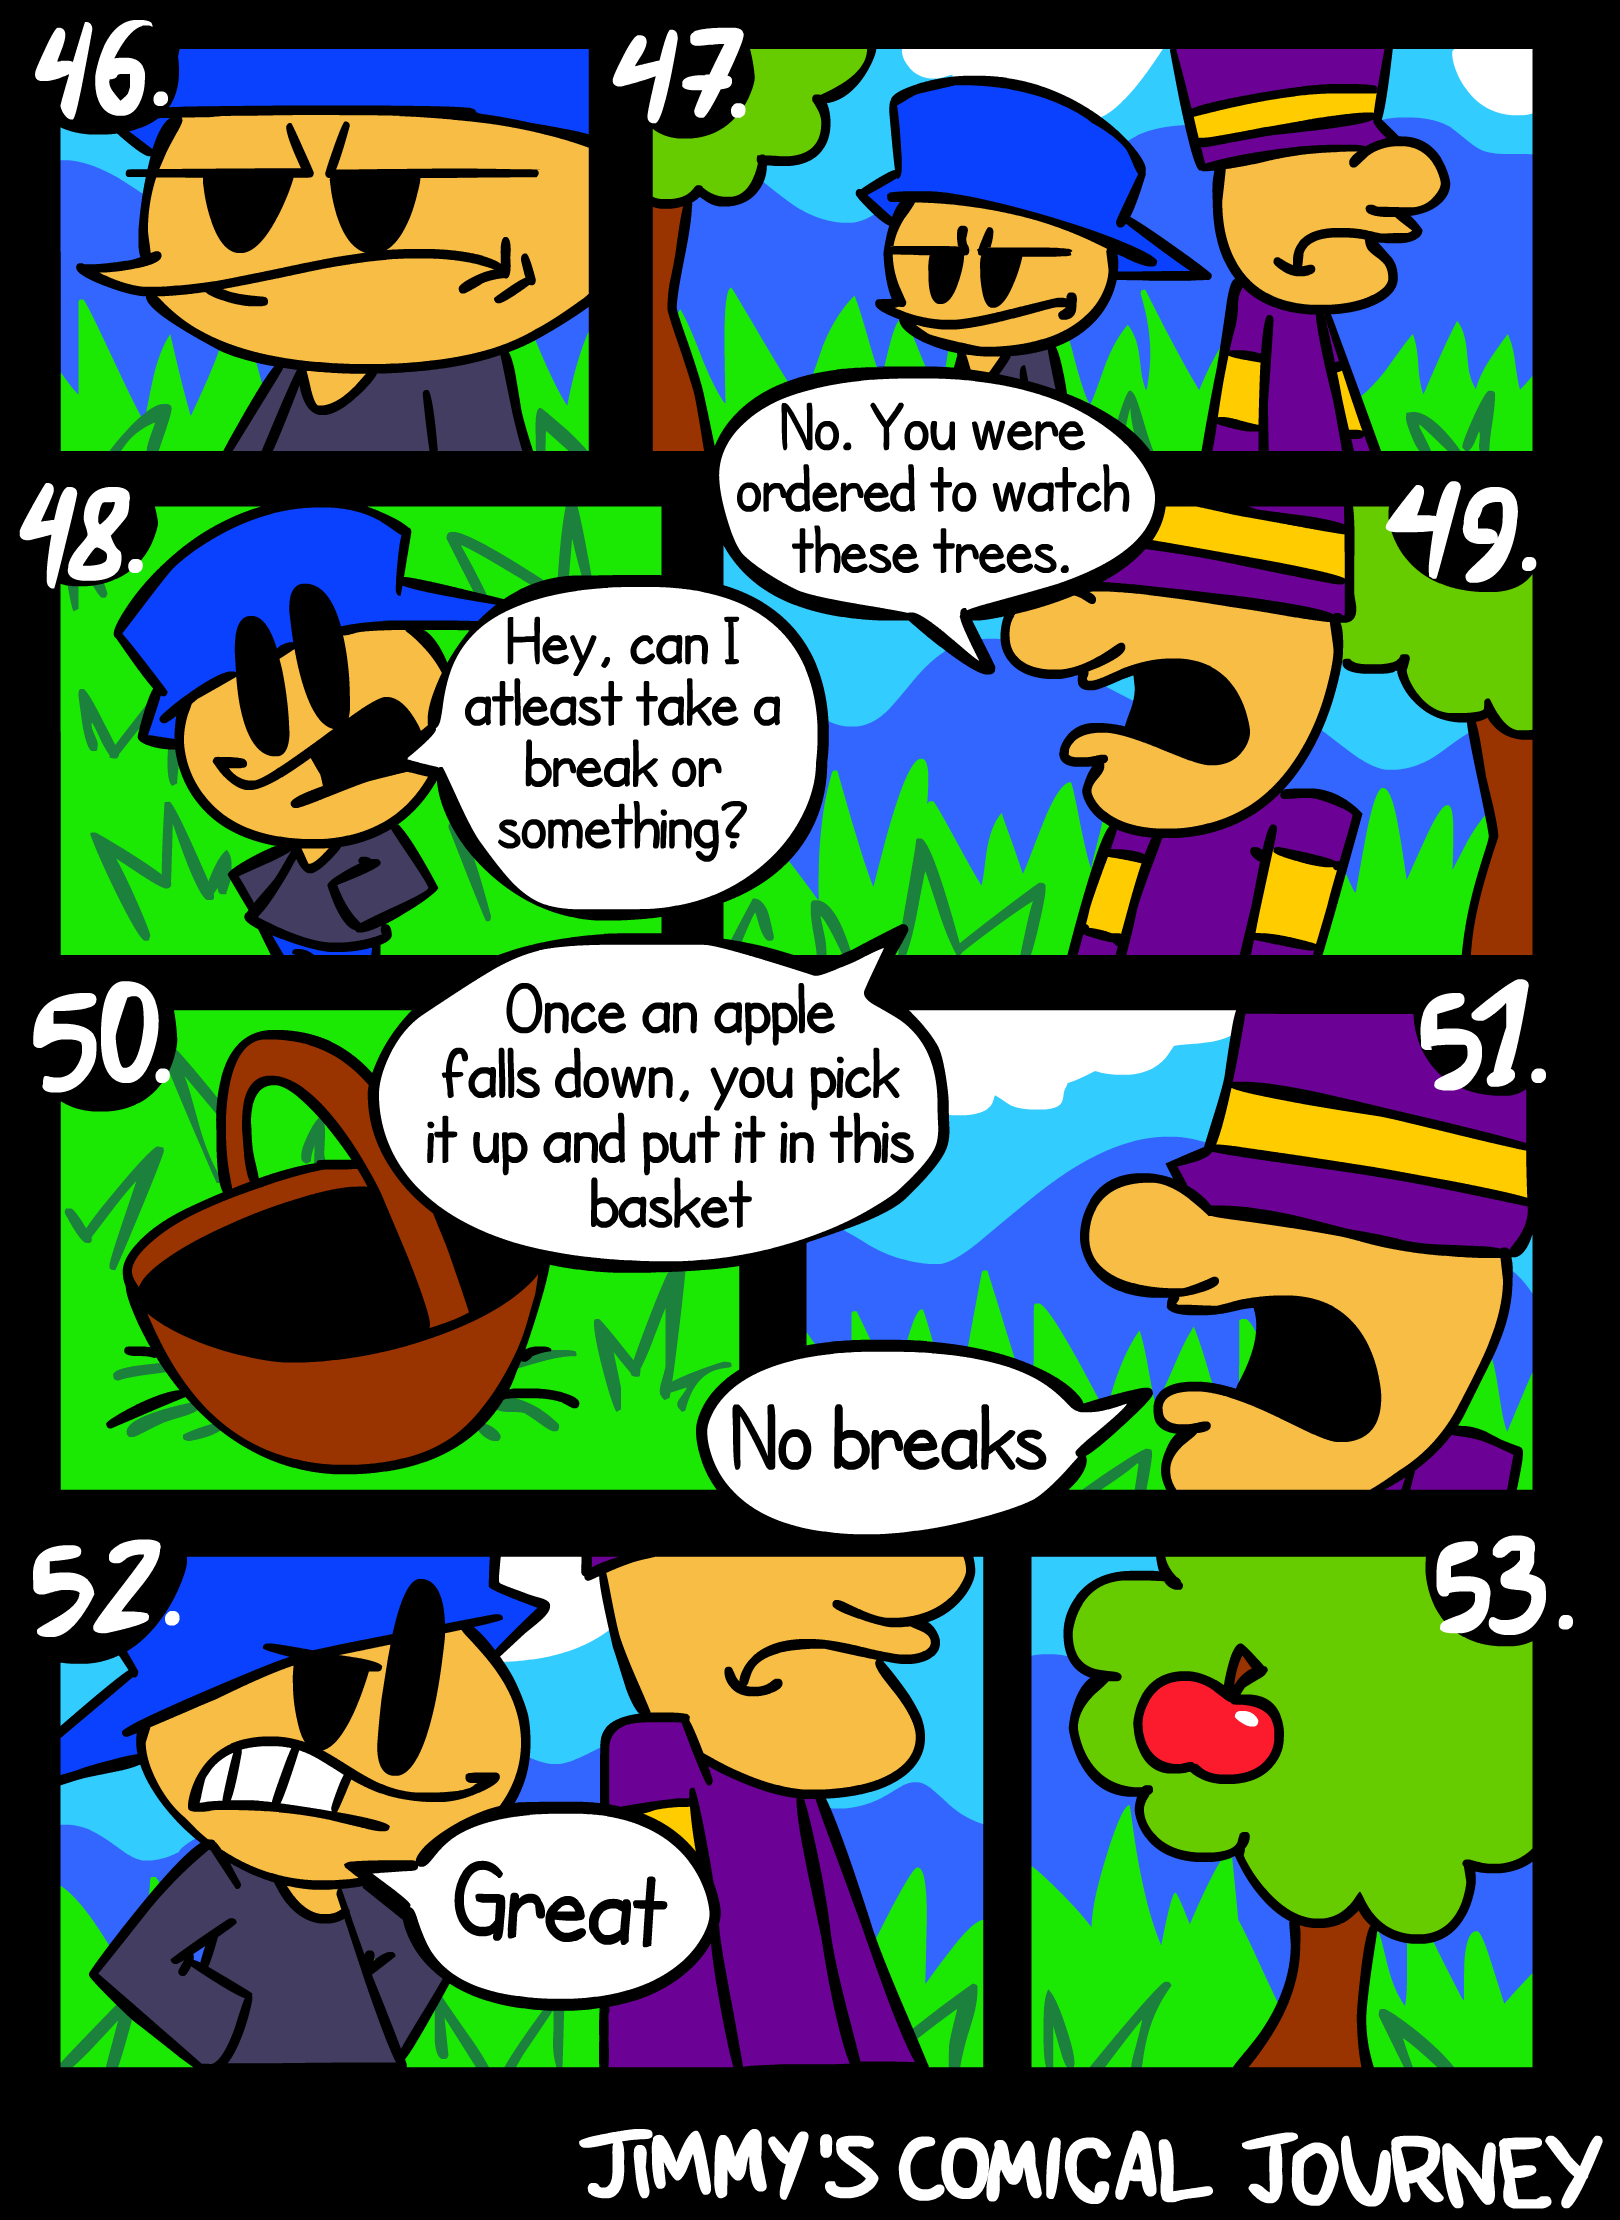 46.
47.
48.
Hey, can I
atleast take a
break or
something?
49.
No. You were
ordered to watch
these trees.
50.
Once an apple
falls down, you pick
it up and put it in this
basket
51.
No breaks
52.
Great
53.
JIMMY'S COMICAL JOURNEY